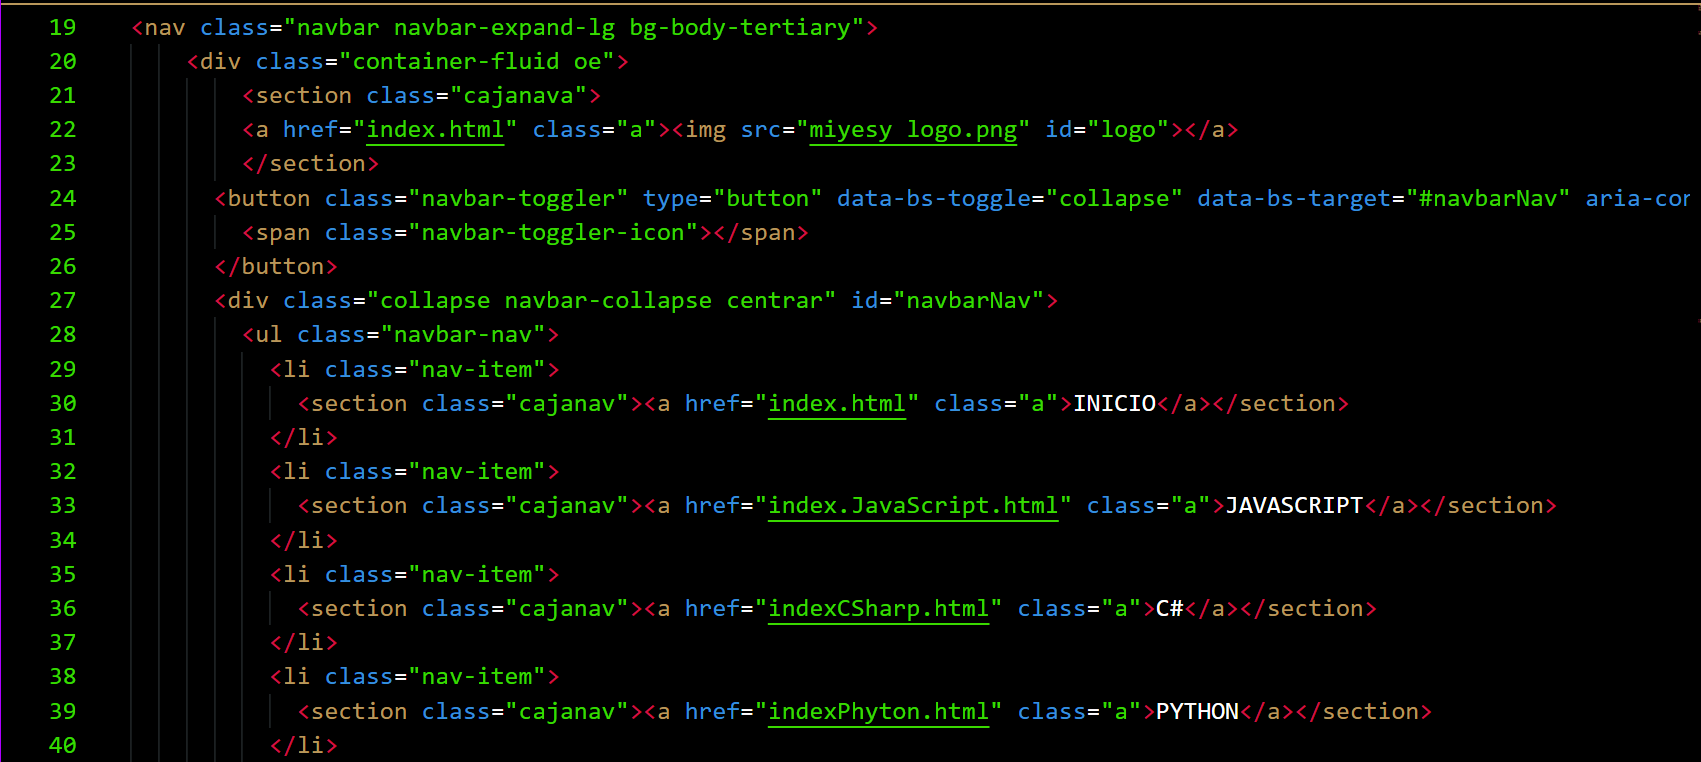 19 <nav class="navbar navbar-expand-lg bg-body-tertiary">
20 <div class="container-fluid oe">
21 <section class="cajanava">
22 <a href="index.html" class="a"><img src="miyesy logo.png" id="logo"></a>
23 </section>
24 <button class="navbar-toggler" type="button" data-bs-toggle="collapse" data-bs-target="#navbarNav" aria-con
25 <span class="navbar-toggler-icon"></span>
26 </button>
27 <div class="collapse navbar-collapse centrar" id="navbarNav">
28 <ul class="navbar-nav">
29 <li class="nav-item">
30 <section class="cajanav"><a href="index.html" class="a">INICIO</a></section>
31 </li>
32 <li class="nav-item">
33 <section class="cajanav"><a href="index.JavaScript.html" class="a">JAVASCRIPT</a></section>
34 </li>
35 <li class="nav-item">
36 <section class="cajanav"><a href="indexCSharp.html" class="a">C#</a></section>
37 </li>
38 <li class="nav-item">
39 <section class="cajanav"><a href="indexPhyton.html" class="a">PYTHON</a></section>
40 </li>